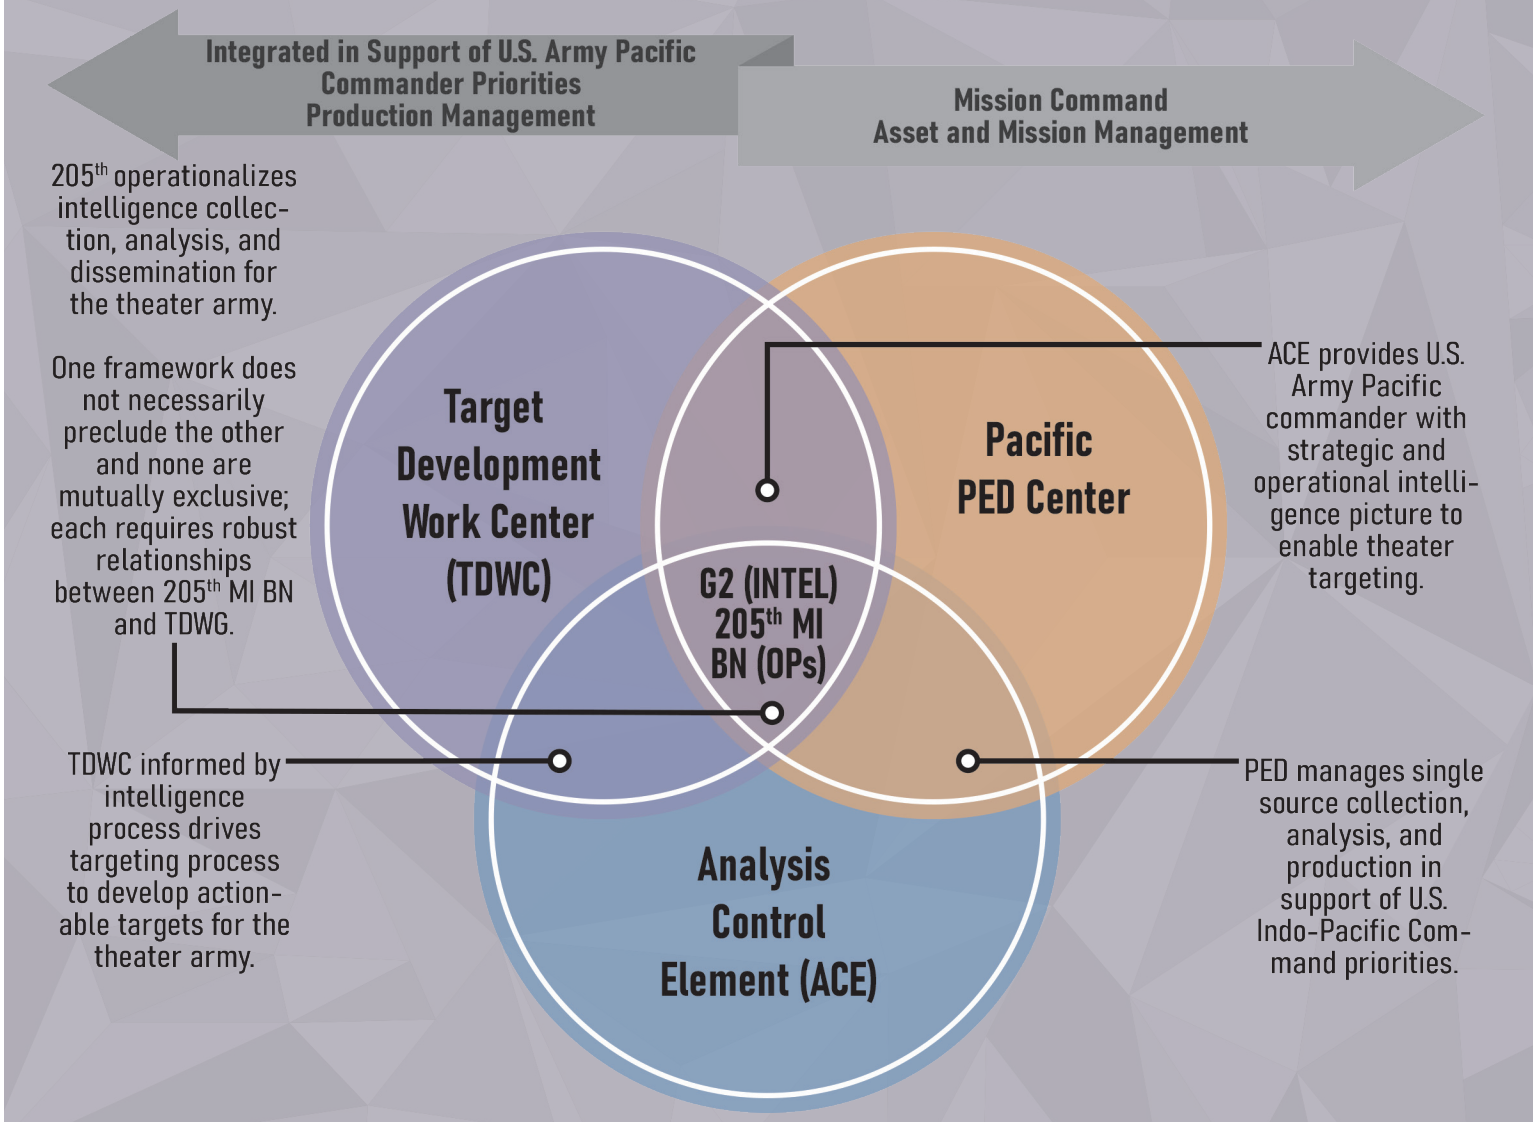 Integrated in Support of U.S. Army Pacific
Commander Priorities
Production Management
Mission Command
Asset and Mission Management
205th operationalizes
intelligence collec-
tion, analysis, and
dissemination for
the theater army.
One framework does
not necessarily
preclude the other
and none are
mutually exclusive;
each requires robust
relationships
between 205th MI BN
and TDWG.
TDWC informed by
intelligence
process drives
targeting process
to develop action-
able targets for the
theater army.
Target
Development
Work Center
(TDWC)
Pacific
PED Center
G2 (INTEL)
205th MI
BN (OPs)
Analysis
Control
Element (ACE)
ACE provides U.S.
Army Pacific
commander with
strategic and
operational intelli-
gence picture to
enable theater
targeting.
PED manages single
source collection,
analysis, and
production in
support of U.S.
Indo-Pacific Com-
mand priorities.